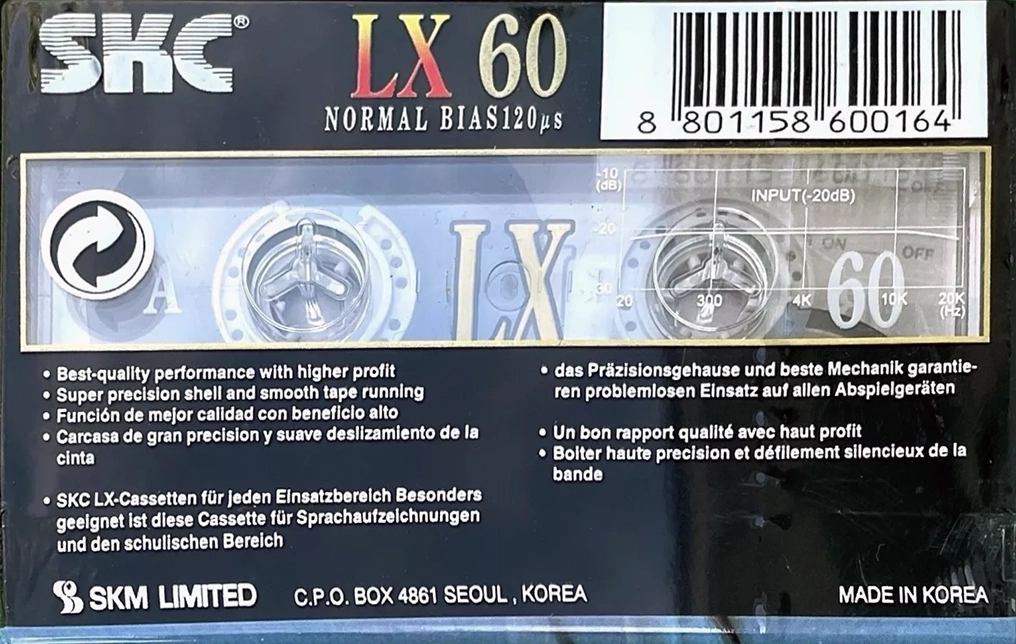 SKC®
LX 60
NORMAL BIAS 120µs
8 801158 600164
-10
(dB)
INPUT(-20dB)
-20
ON
OFF
A
LX
60
30
20
300
4K
10K
20K
(Hz)
• Best-quality performance with higher profit
• Super precision shell and smooth tape running
• Función de mejor calidad con beneficio alto
• Carcasa de gran precision y suave deslizamiento de la
cinta
• SKC LX-Cassetten für jeden Einsatzbereich Besonders
geeignet ist diese Cassette für Sprachaufzeichnungen
und den schulischen Bereich
• das Präzisionsgehause und beste Mechanik garantie-
ren problemlosen Einsatz auf allen Abspielgeräten
• Un bon rapport qualité avec haut profit
• Boîter haute precision et défilement silencieux de la
bande
SKM LIMITED
C.P.O. BOX 4861 SEOUL , KOREA
MADE IN KOREA